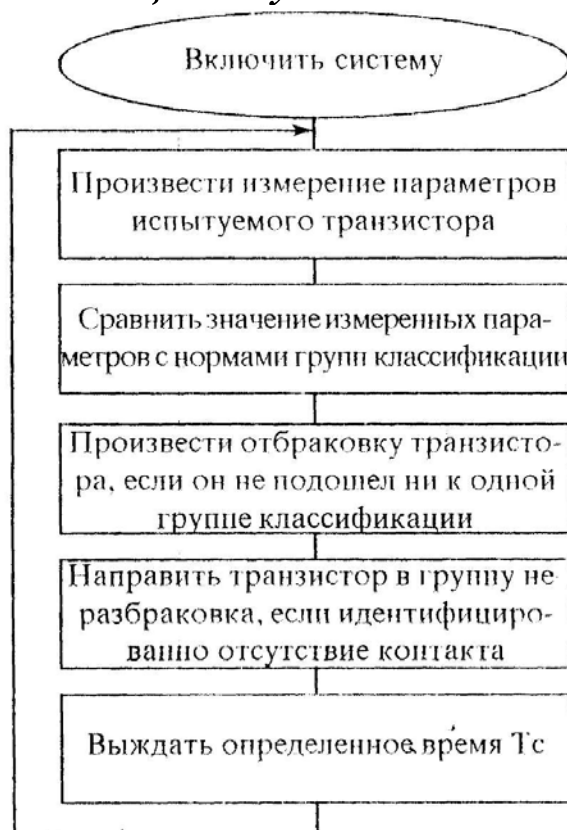 Включить систему
Произвести измерение параметров
испытуемого транзистора
Сравнить значение измеренных пара-
метров с нормами групп классификации
Произвести отбраковку транзисто-
ра, если он не подошел ни к одной
группе классификации
Направить транзистор в группу не
разбраковка, если идентифициро-
ванно отсутствие контакта
Выждать определенное время Тс